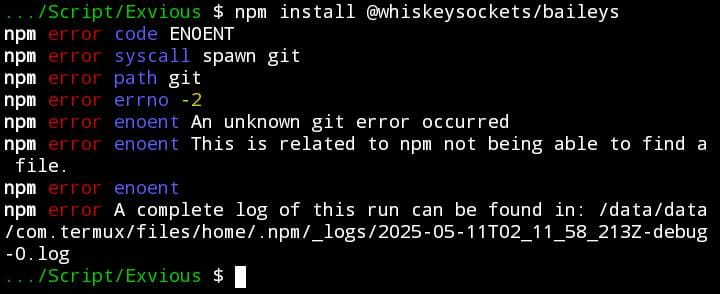 .../Script/Exvious $ npm install @whiskeysockets/baileys
npm error code ENOENT
npm error syscall spawn git
npm error path git
npm error errno -2
npm error enoent An unknown git error occurred
npm error enoent This is related to npm not being able to find a
 file.
npm error enoent
npm error A complete log of this run can be found in: /data/data
/com.termux/files/home/.npm/_logs/2025-05-11T02_11_58_213Z-debug
-0.log
.../Script/Exvious $